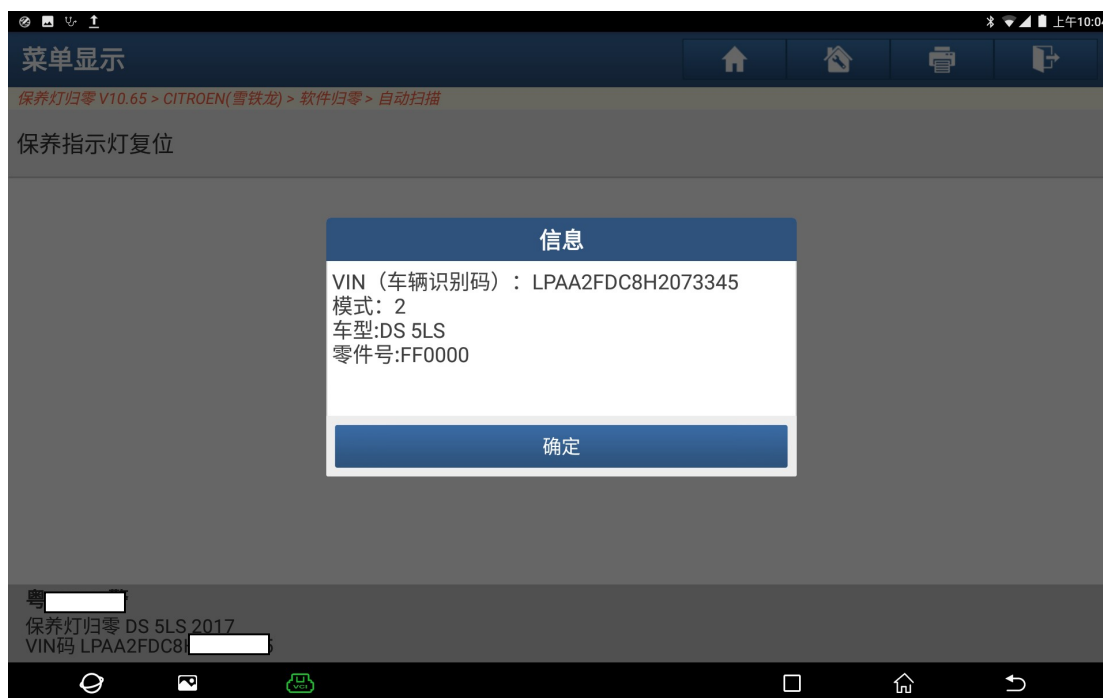 上午10:04
菜单显示
保养灯归零 V10.65 > CITROEN(雪铁龙) > 软件归零 > 自动扫描
保养指示灯复位
信息
VIN（车辆识别码）：LPAA2FDC8H2073345
模式：2
车型:DS 5LS
零件号:FF0000
确定
粤
保养灯归零 DS 5LS 2017
VIN码 LPAA2FDC8
VCI